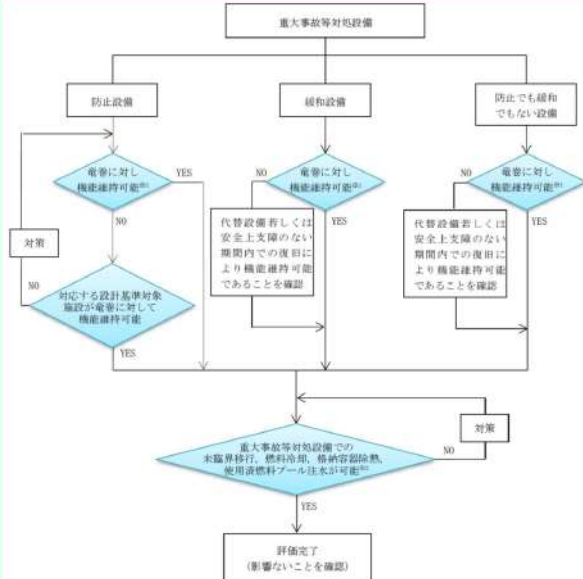 重大事故等対処設備
防止設備
緩和設備
防止でも緩和
でもない設備
竜巻に対し
機能維持可能※1
YES
NO
竜巻に対し
機能維持可能※1
NO
YES
竜巻に対し
機能維持可能※1
NO
YES
対策
NO
代替設備若しくは
安全上支障のない
期間内での復旧に
より機能維持可能
であることを確認
代替設備若しくは
安全上支障のない
期間内での復旧に
より機能維持可能
であることを確認
対応する設計基準対象
施設が竜巻に対して
機能維持可能
YES
重大事故等対処設備での
未臨界移行，燃料冷却，格納容器除熱，
使用済燃料プール注水が可能※2
対策
NO
YES
評価完了
(影響ないことを確認)